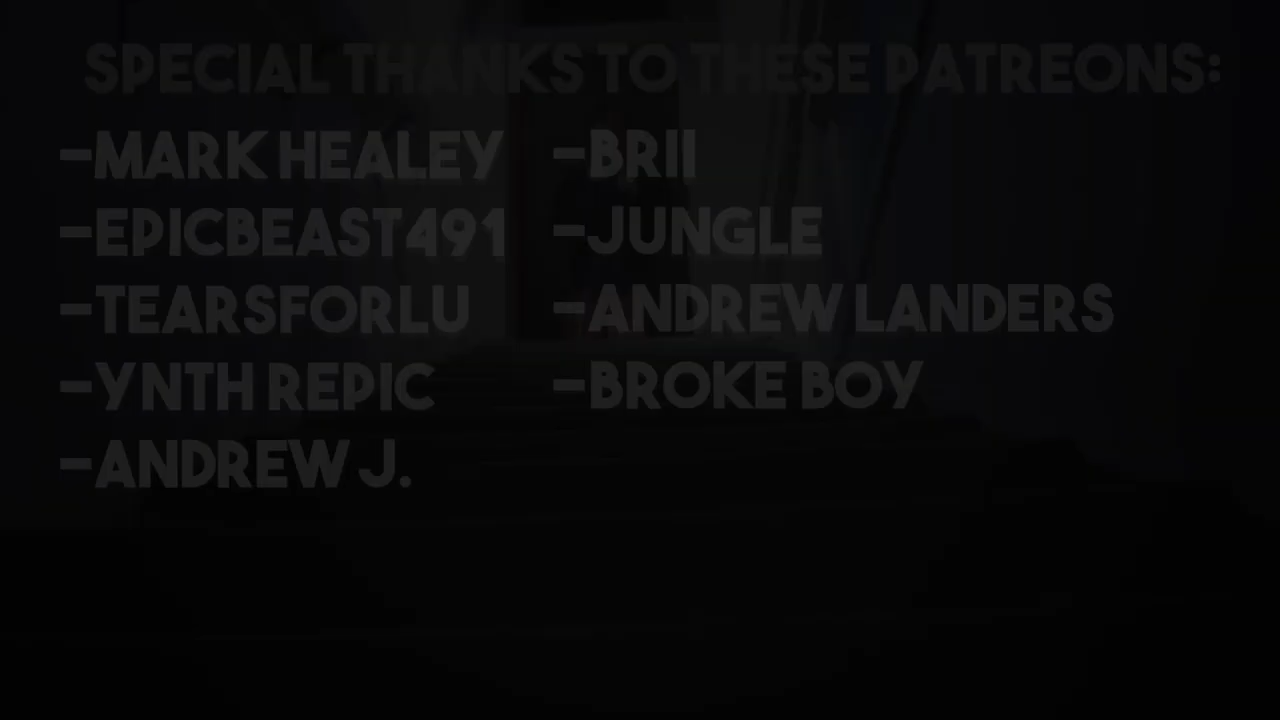 SPECIAL THANKS TO THESE PATREONS:
-MARK HEALEY
-EPICBEAST491
-TEARSFORLU
-YNTH REPIC
-ANDREW J.
-BRII
-JUNGLE
-ANDREW LANDERS
-BROKE BOY